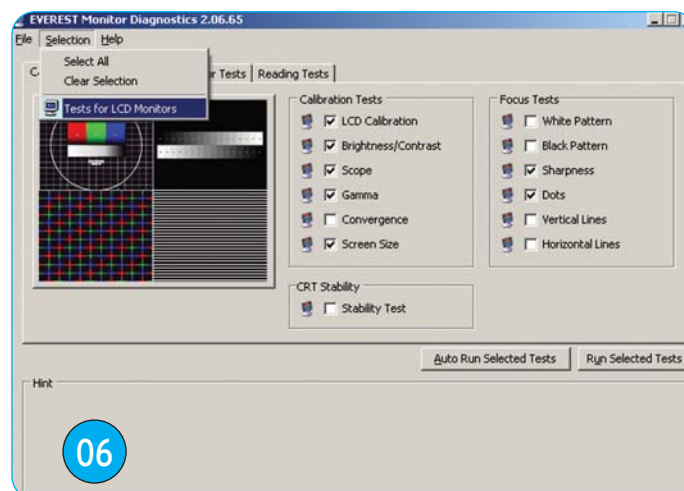 EVEREST Monitor Diagnostics 2.06.65
File Selection Help
Select All
Clear Selection
Tests for LCD Monitors
Tests | Reading Tests
Calibration Tests
LCD Calibration
Brightness/Contrast
Scope
Gamma
Convergence
Screen Size
Focus Tests
White Pattern
Black Pattern
Sharpness
Dots
Vertical Lines
Horizontal Lines
CRT Stability
Stability Test
Auto Run Selected Tests
Run Selected Tests
Hint
06